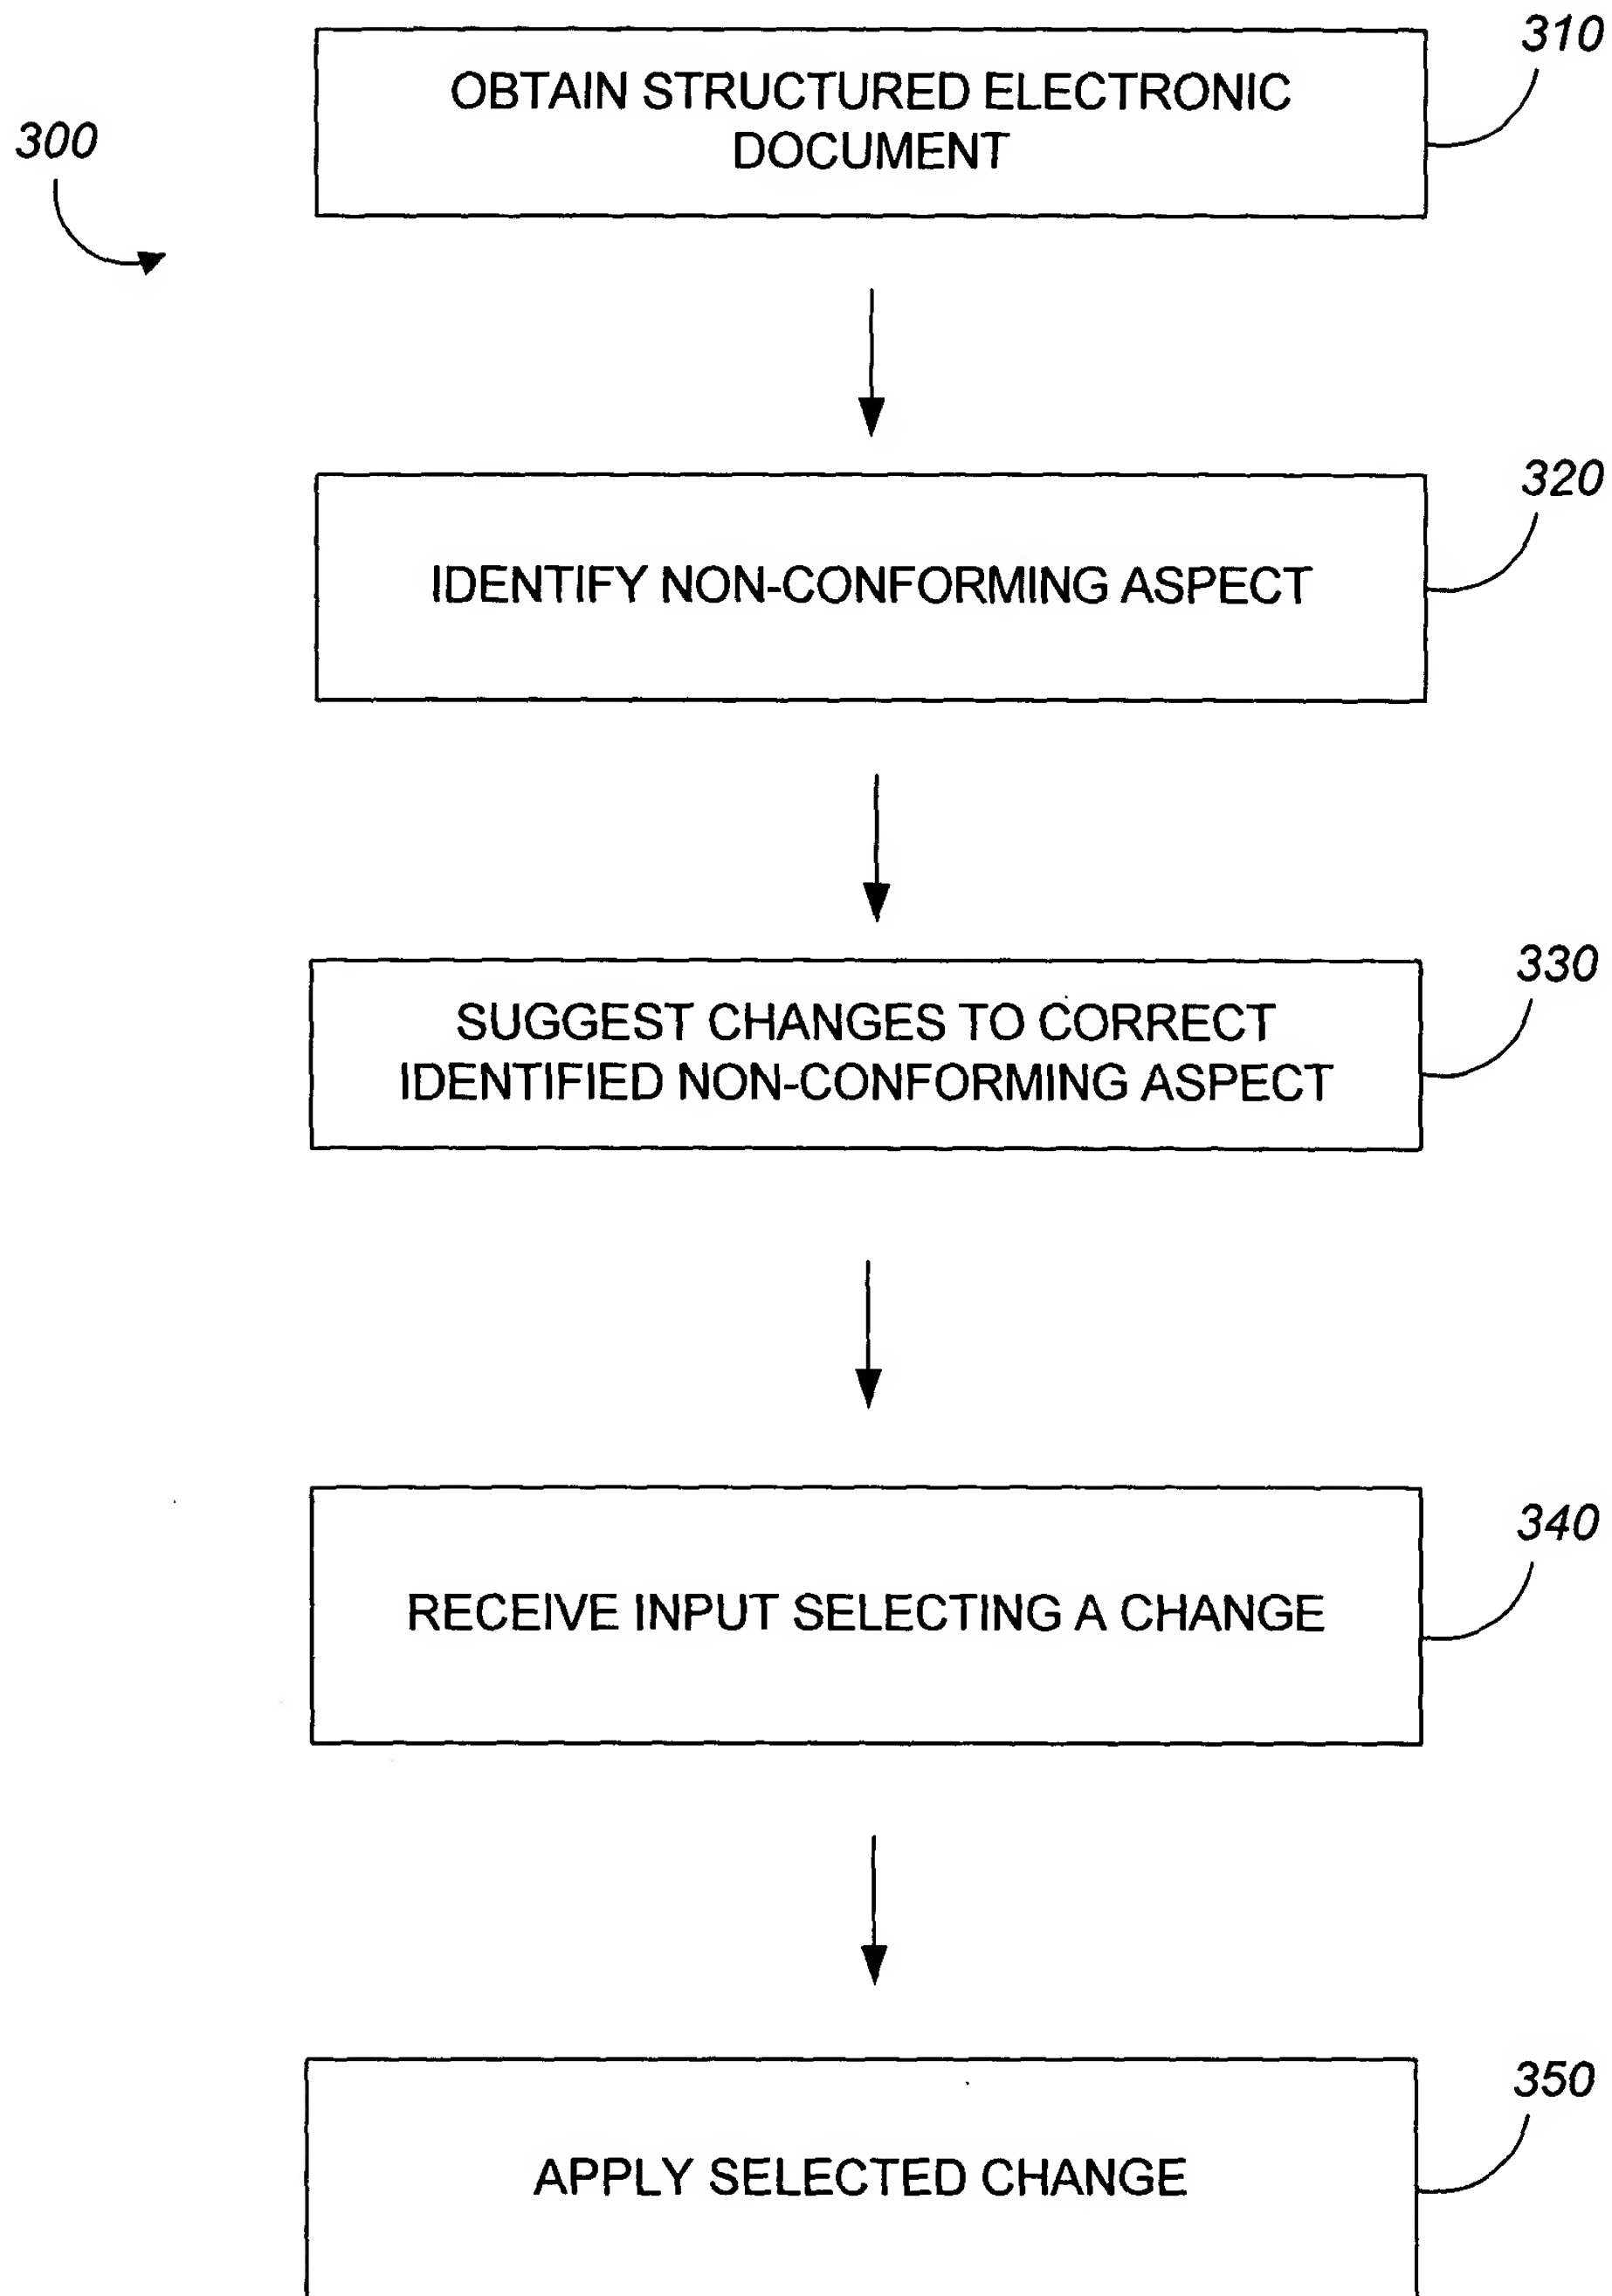 310
OBTAIN STRUCTURED ELECTRONIC
DOCUMENT
300
320
IDENTIFY NON-CONFORMING ASPECT
330
SUGGEST CHANGES TO CORRECT
IDENTIFIED NON-CONFORMING ASPECT
340
RECEIVE INPUT SELECTING A CHANGE
350
APPLY SELECTED CHANGE